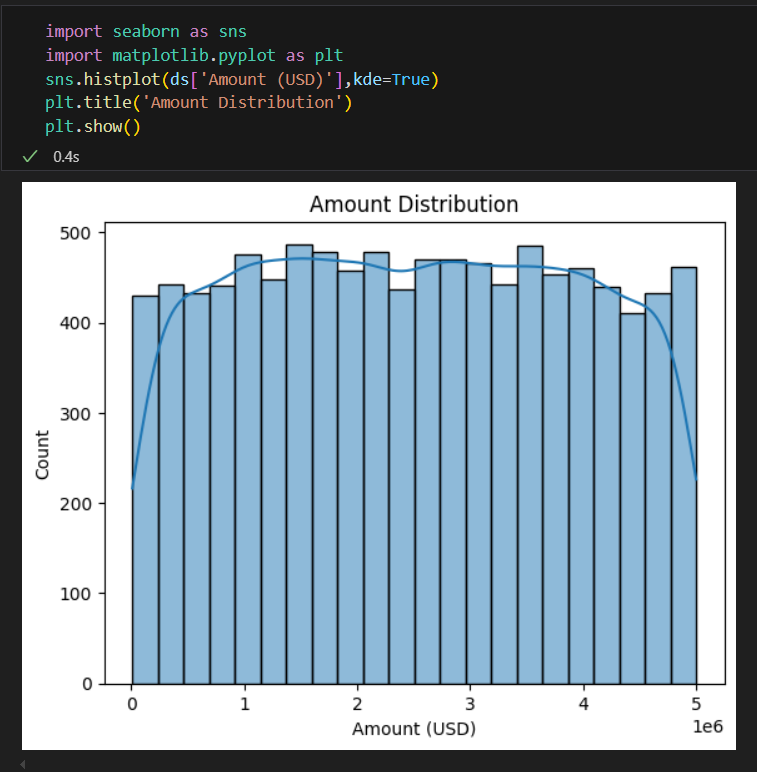 import seaborn as sns
import matplotlib.pyplot as plt
sns.histplot(ds['Amount (USD)'],kde=True)
plt.title('Amount Distribution')
plt.show()
0.4s
Amount Distribution
500
400
300
200
100
0
Count
0 1 2 3 4 5
1e6
Amount (USD)